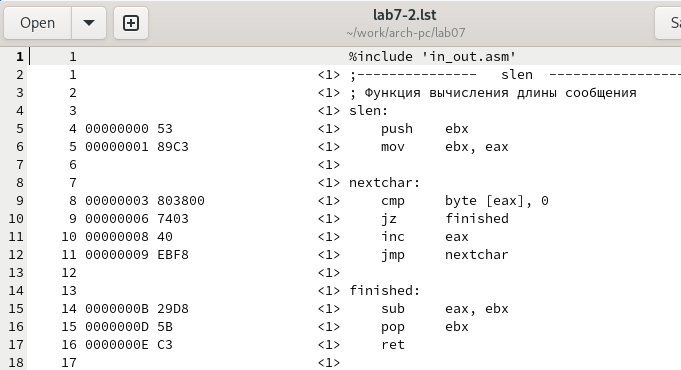 Open
lab7-2.lst
~/work/arch-pc/lab07
1 1 %include 'in_out.asm'
2 1 <1> ;--------------- slen -----------------
3 2 <1> ; Функция вычисления длины сообщения
4 3 <1> slen:
5 4 00000000 53 <1> push ebx
6 5 00000001 89C3 <1> mov ebx, eax
7 6 <1>
8 7 <1> nextchar:
9 8 00000003 803800 <1> cmp byte [eax], 0
10 9 00000006 7403 <1> jz finished
11 10 00000008 40 <1> inc eax
12 11 00000009 EBF8 <1> jmp nextchar
13 12 <1>
14 13 <1> finished:
15 14 0000000B 29D8 <1> sub eax, ebx
16 15 0000000D 5B <1> pop ebx
17 16 0000000E C3 <1> ret
18 17 <1>